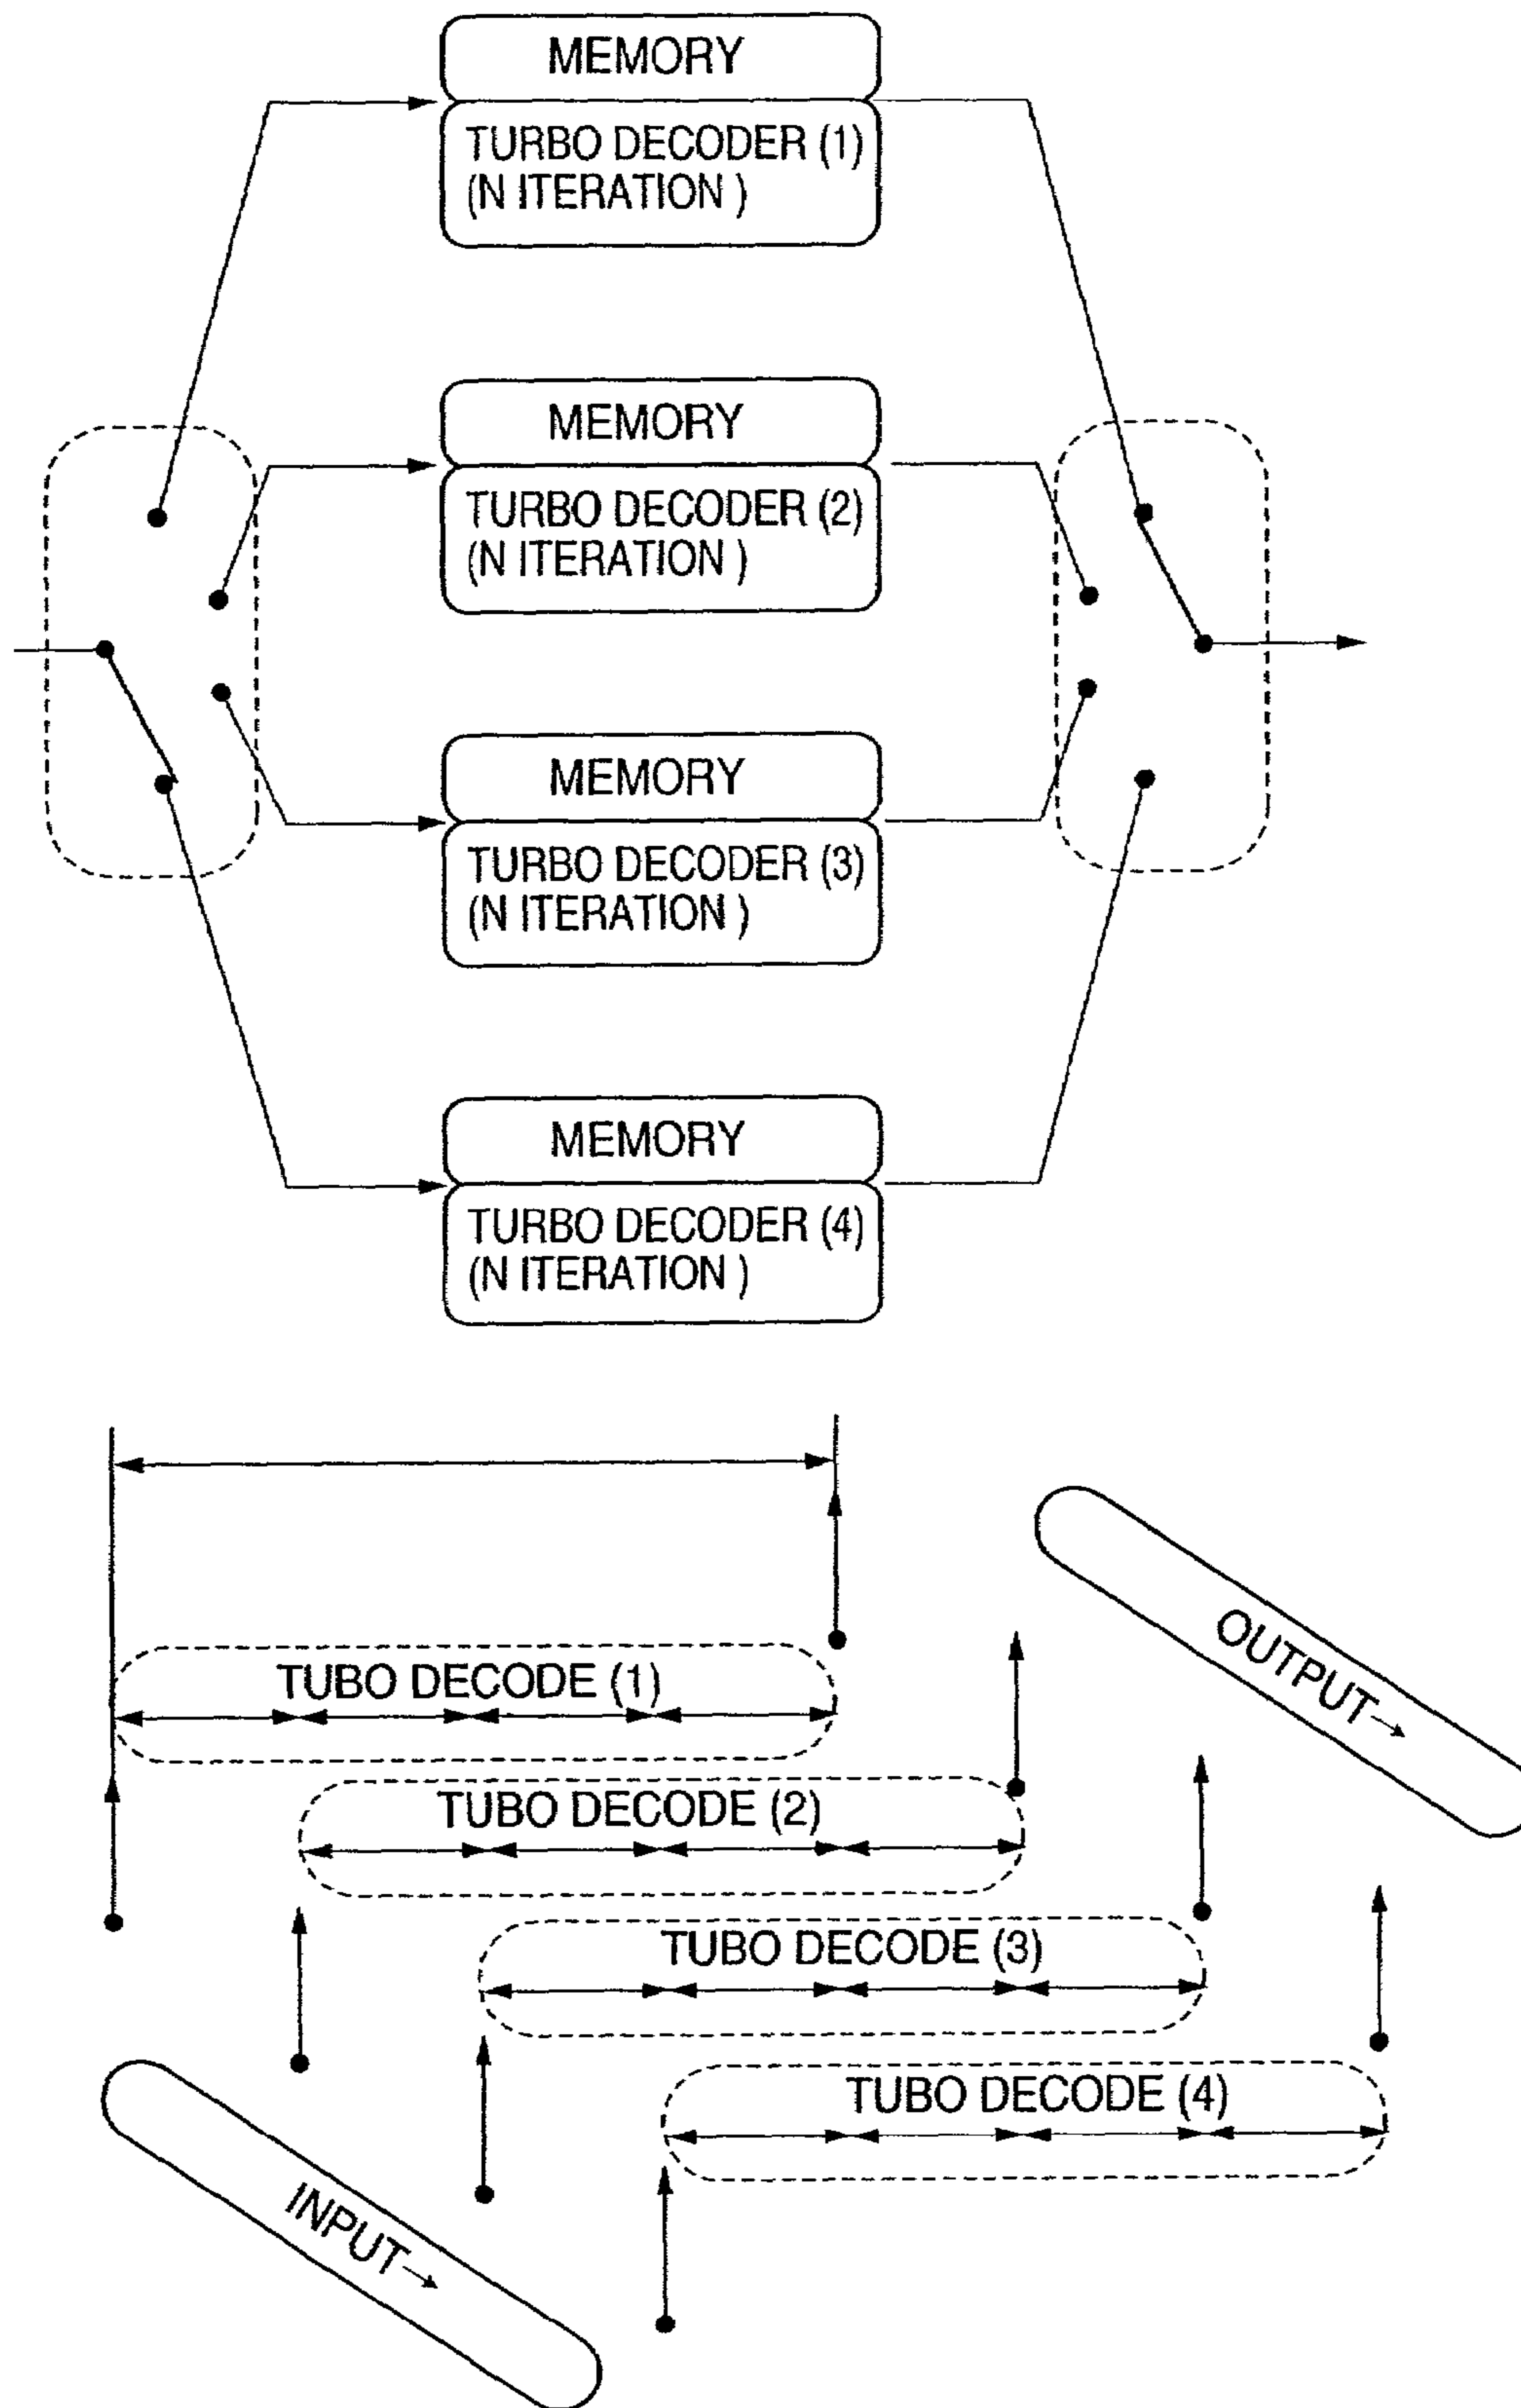 MEMORY
TURBO DECODER (1)
(N ITERATION )
MEMORY
TURBO DECODER (2)
(N ITERATION )
MEMORY
TURBO DECODER (3)
(N ITERATION )
MEMORY
TURBO DECODER (4)
(N ITERATION )
OUTPUT→
TUBO DECODE (1)
TUBO DECODE (2)
TUBO DECODE (3)
TUBO DECODE (4)
INPUT→